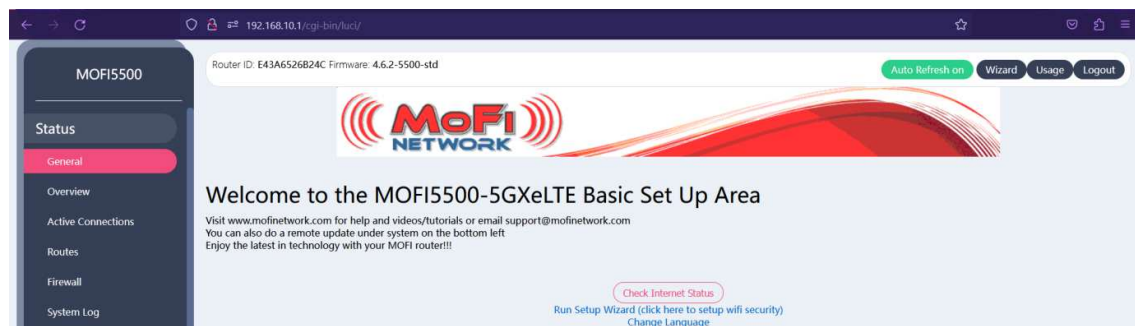 192.168.10.1/cgi-bin/luci/
MOFI5500
Router ID: E43A6526B24C Firmware: 4.6.2-5500-std
Auto Refresh on
Wizard
Usage
Logout
MoFi
NETWORK
Status
General
Overview
Active Connections
Routes
Firewall
System Log
Welcome to the MOFI5500-5GXeLTE Basic Set Up Area
Visit www.mofinetwork.com for help and videos/tutorials or email support@mofinetwork.com
You can also do a remote update under system on the bottom left
Enjoy the latest in technology with your MOFI router!!!
Check Internet Status
Run Setup Wizard (click here to setup wifi security)
Change Language